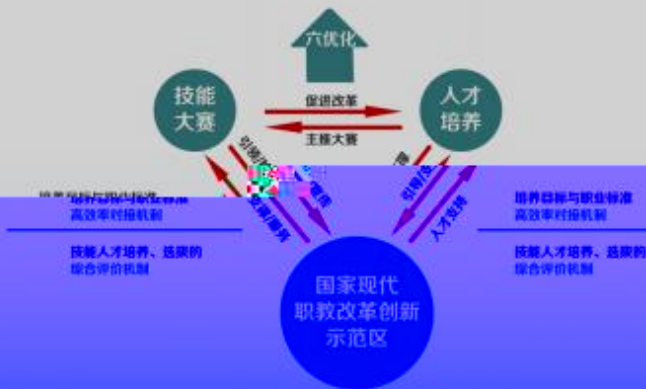 六优化
技能
大赛
促进改革
主推大赛
人才
培养
人才支持
培养目标与职业标准
高效率对接机制
技能人才培养、选拔的
综合评价机制
培养目标与职业标准
高效率对接机制
技能人才培养、选拔的
综合评价机制
国家现代
职教改革创新
示范区